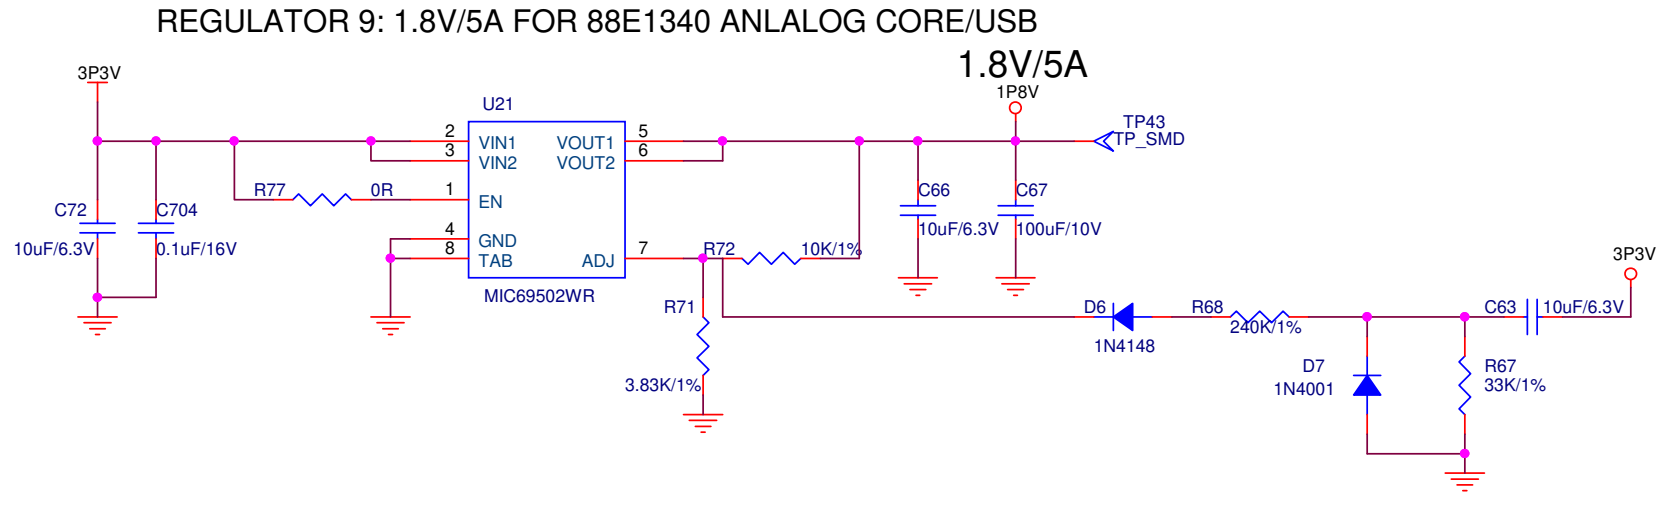 REGULATOR 9: 1.8V/5A FOR 88E1340 ANLALOG CORE/USB
1.8V/5A
3P3V
1P8V
U21
TP43
TP_SMD
2 VIN1 VOUT1 5
3 VIN2 VOUT2 6
R77 0R 1 EN
C72
10uF/6.3V
C704
0.1uF/16V
C66
10uF/6.3V
C67
100uF/10V
4 GND
8 TAB ADJ 7
R72 10K/1%
MIC69502WR
3P3V
R71
3.83K/1%
D6
1N4148
R68
240K/1%
C63 10uF/6.3V
D7
1N4001
R67
33K/1%